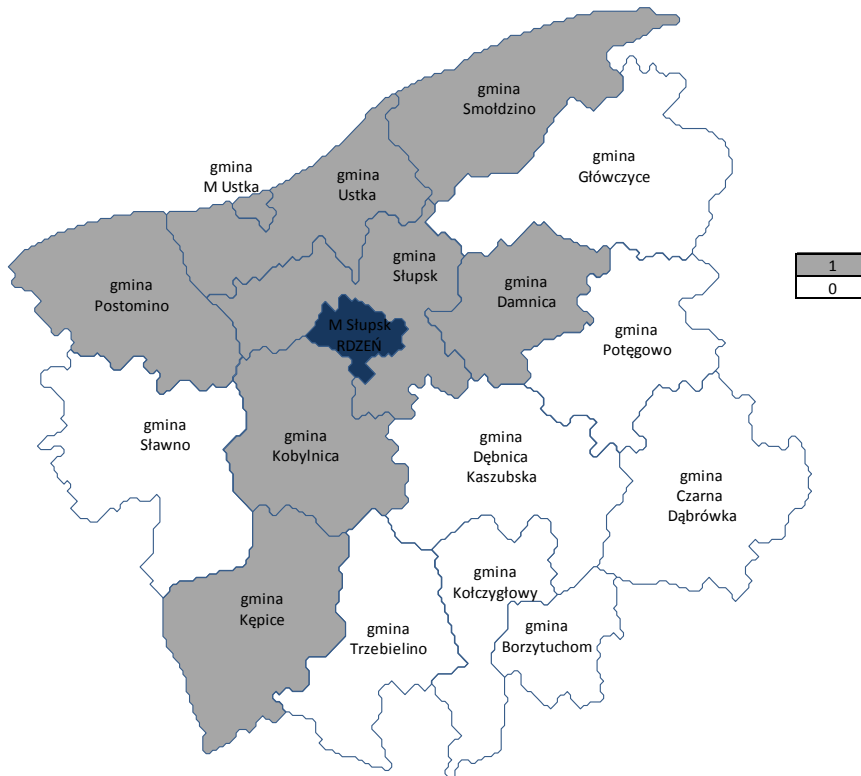 gmina
Smołdzino
gmina
Główczyce
gmina
M Ustka
gmina
Ustka
gmina
Słupsk
gmina
Postomino
gmina
Damnica
1
0
M Słupsk
RDZEŃ
gmina
Potęgowo
gmina
Sławno
gmina
Kobylnica
gmina
Dębnica
Kaszubska
gmina
Czarna
Dąbrówka
gmina
Kępice
gmina
Kołczygłowy
gmina
Trzebielino
gmina
Borzytuchom